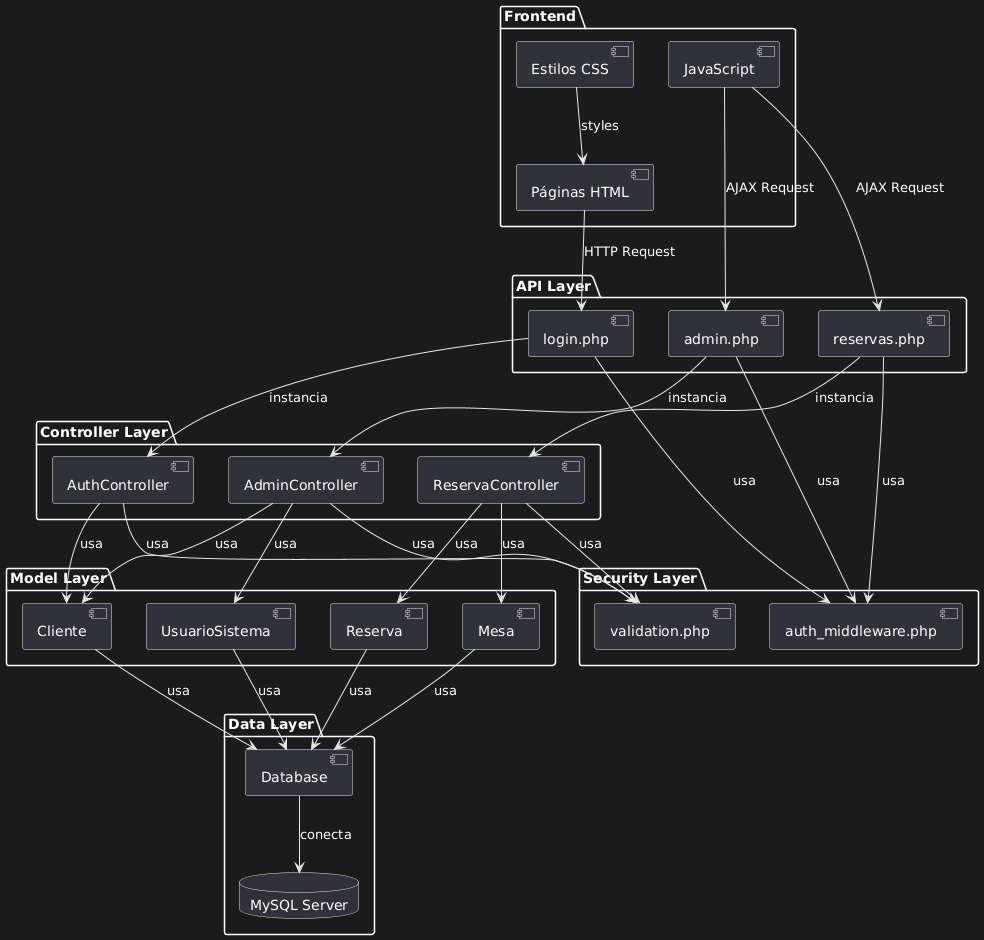 Frontend
Estilos CSS
JavaScript
styles
Páginas HTML
AJAX Request
AJAX Request
HTTP Request
API Layer
login.php
admin.php
reservas.php
instancia
instancia
instancia
Controller Layer
AuthController
AdminController
ReservaController
usa
usa
usa
usa
usa
usa
usa
usa
usa
usa
usa
Model Layer
Security Layer
Cliente
UsuarioSistema
Reserva
Mesa
validation.php
auth_middleware.php
usa
usa
usa
usa
Data Layer
Database
conecta
MySQL Server